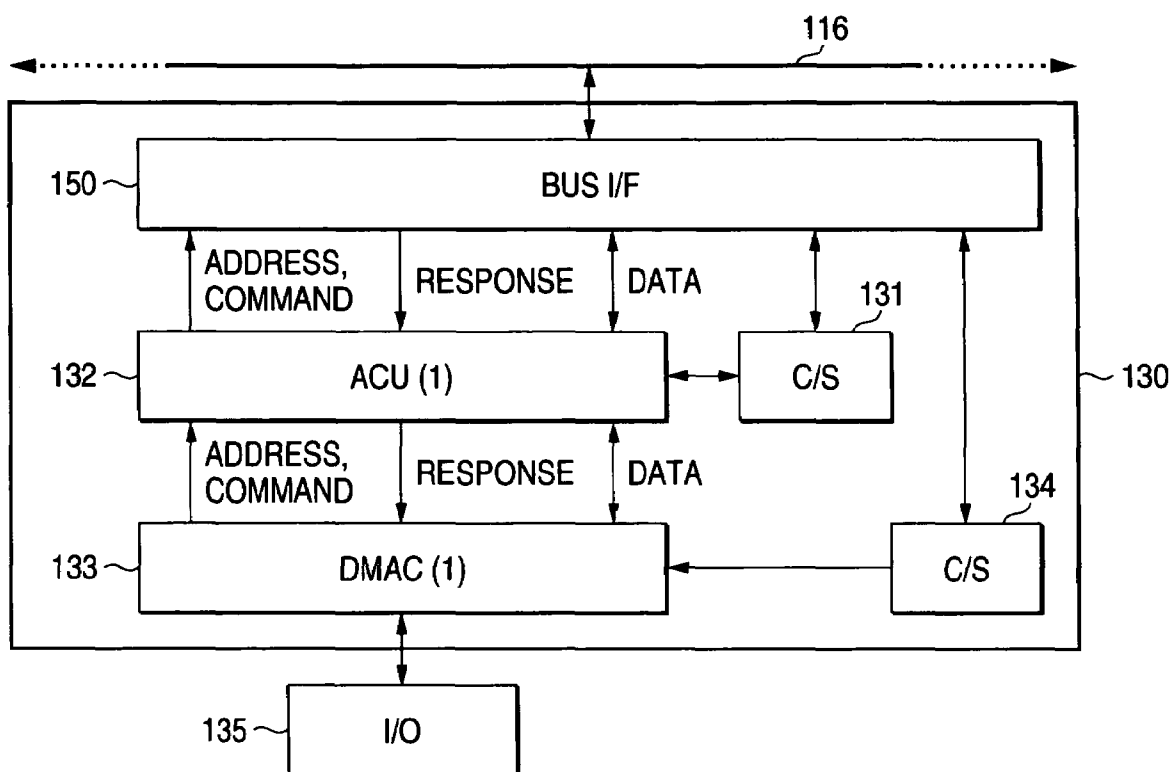 116
150
BUS I/F
ADDRESS,
COMMAND
RESPONSE
DATA
131
132
ACU (1)
C/S
130
ADDRESS,
COMMAND
RESPONSE
DATA
134
133
DMAC (1)
C/S
135
I/O